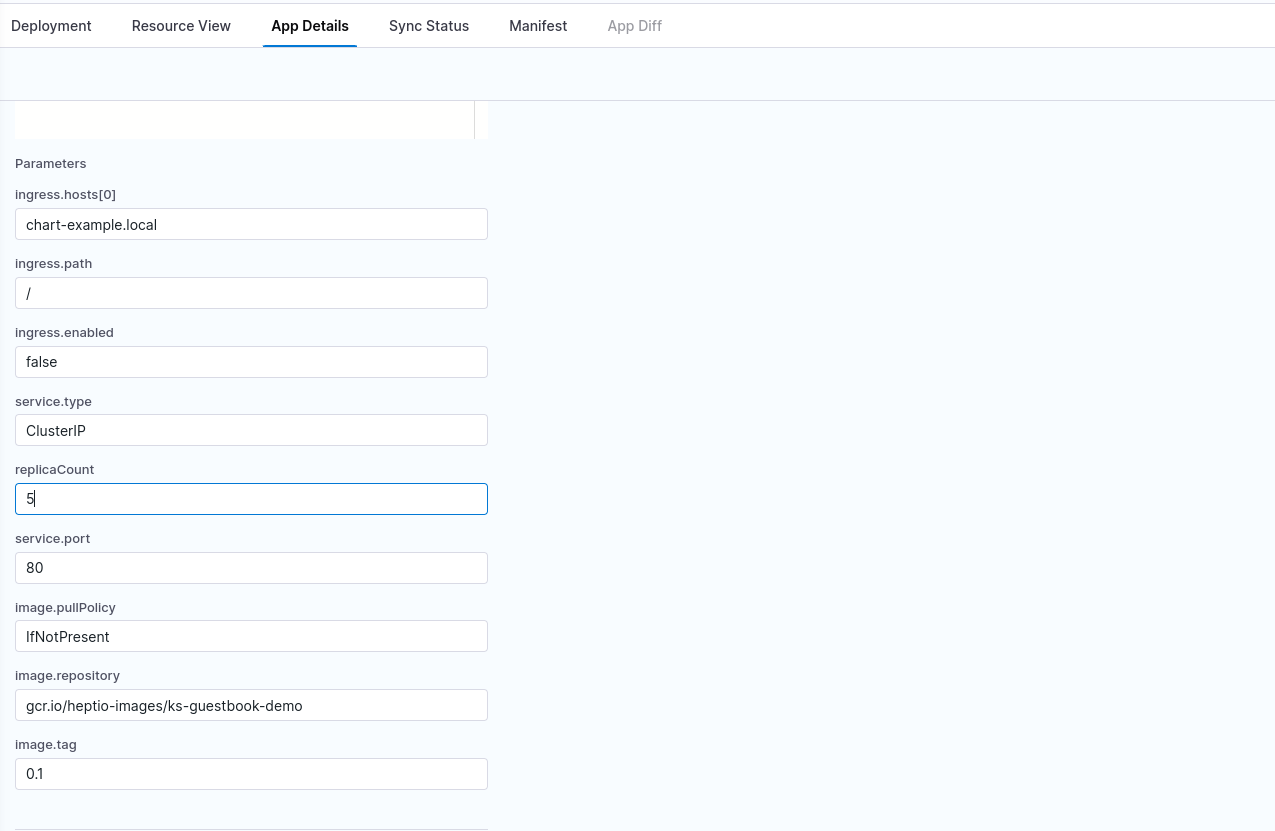 Deployment Resource View App Details Sync Status Manifest App Diff
Parameters
ingress.hosts[0]
chart-example.local
ingress.path
/
ingress.enabled
false
service.type
ClusterIP
replicaCount
5
service.port
80
image.pullPolicy
IfNotPresent
image.repository
gcr.io/heptio-images/ks-guestbook-demo
image.tag
0.1